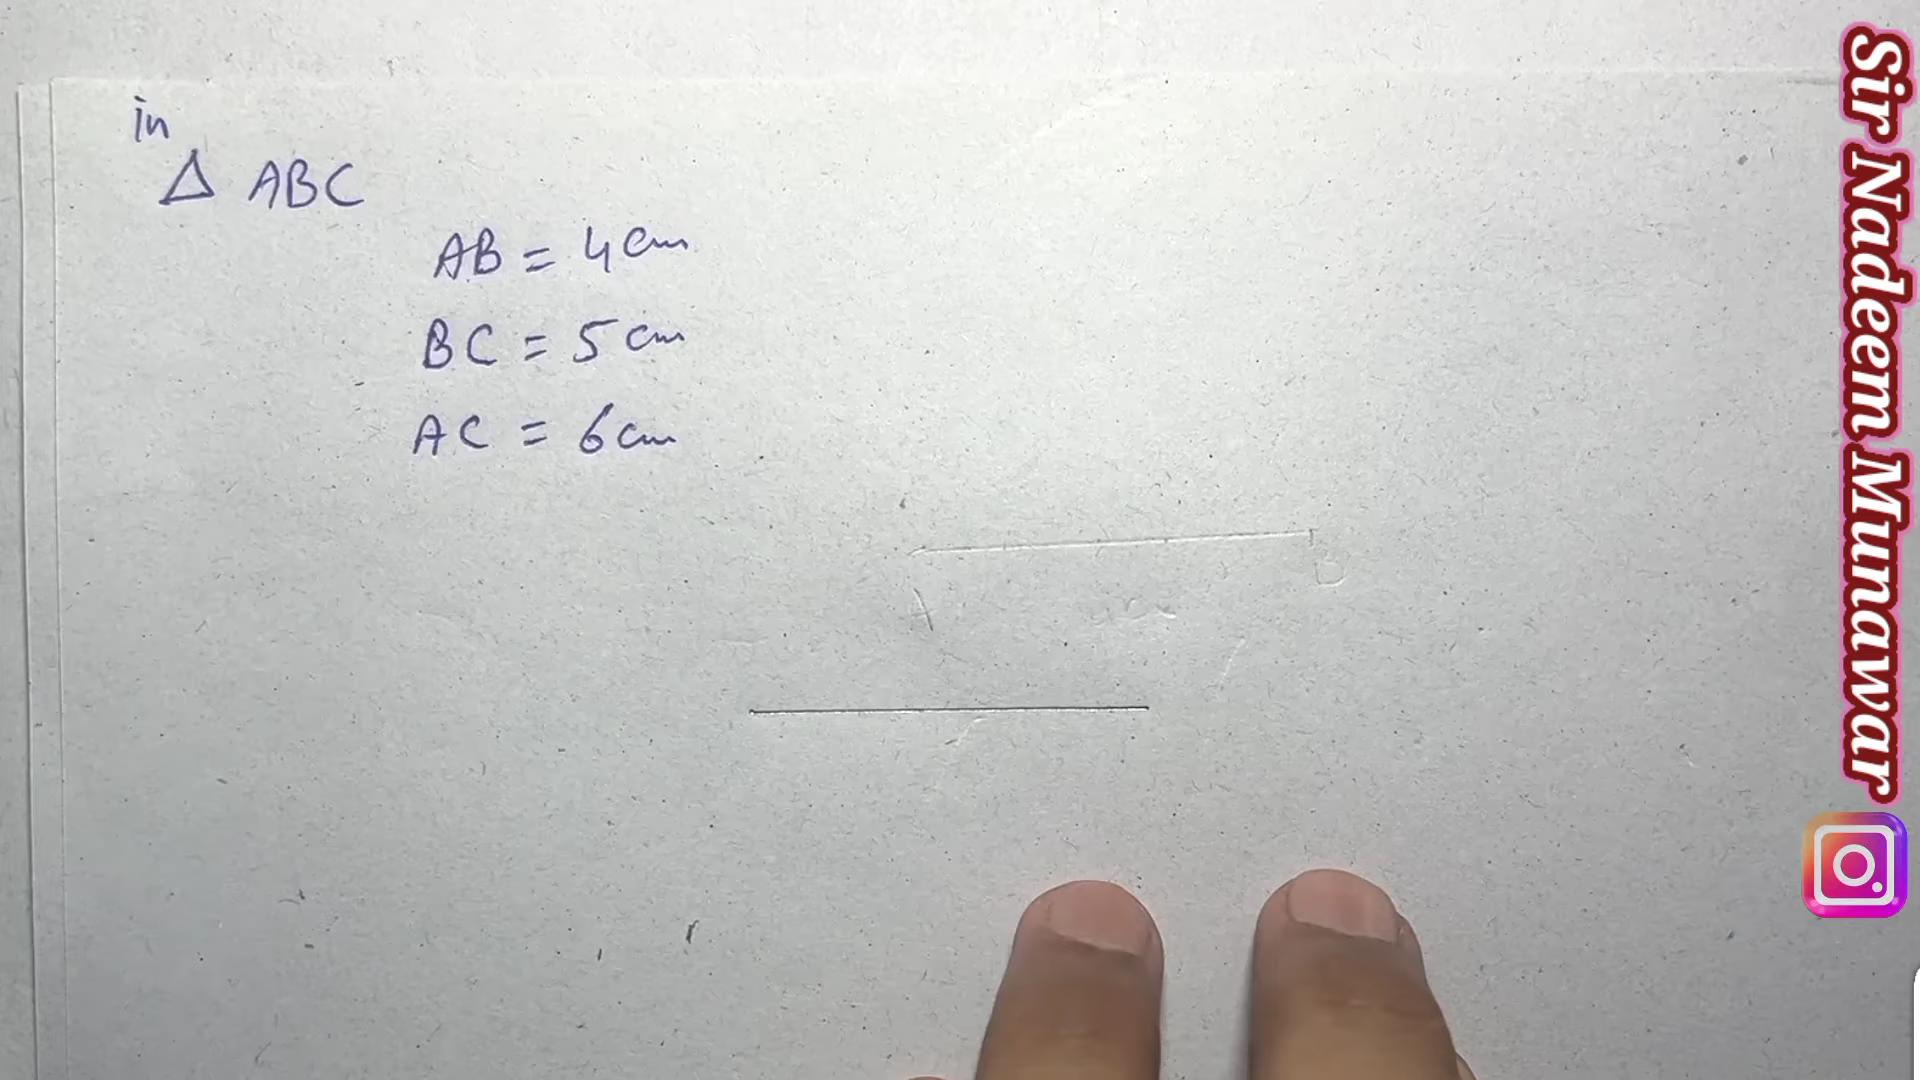 in
Δ ABC
AB = 4cm
BC = 5cm
AC = 6cm
A
B
Sir Nadeem Munawar